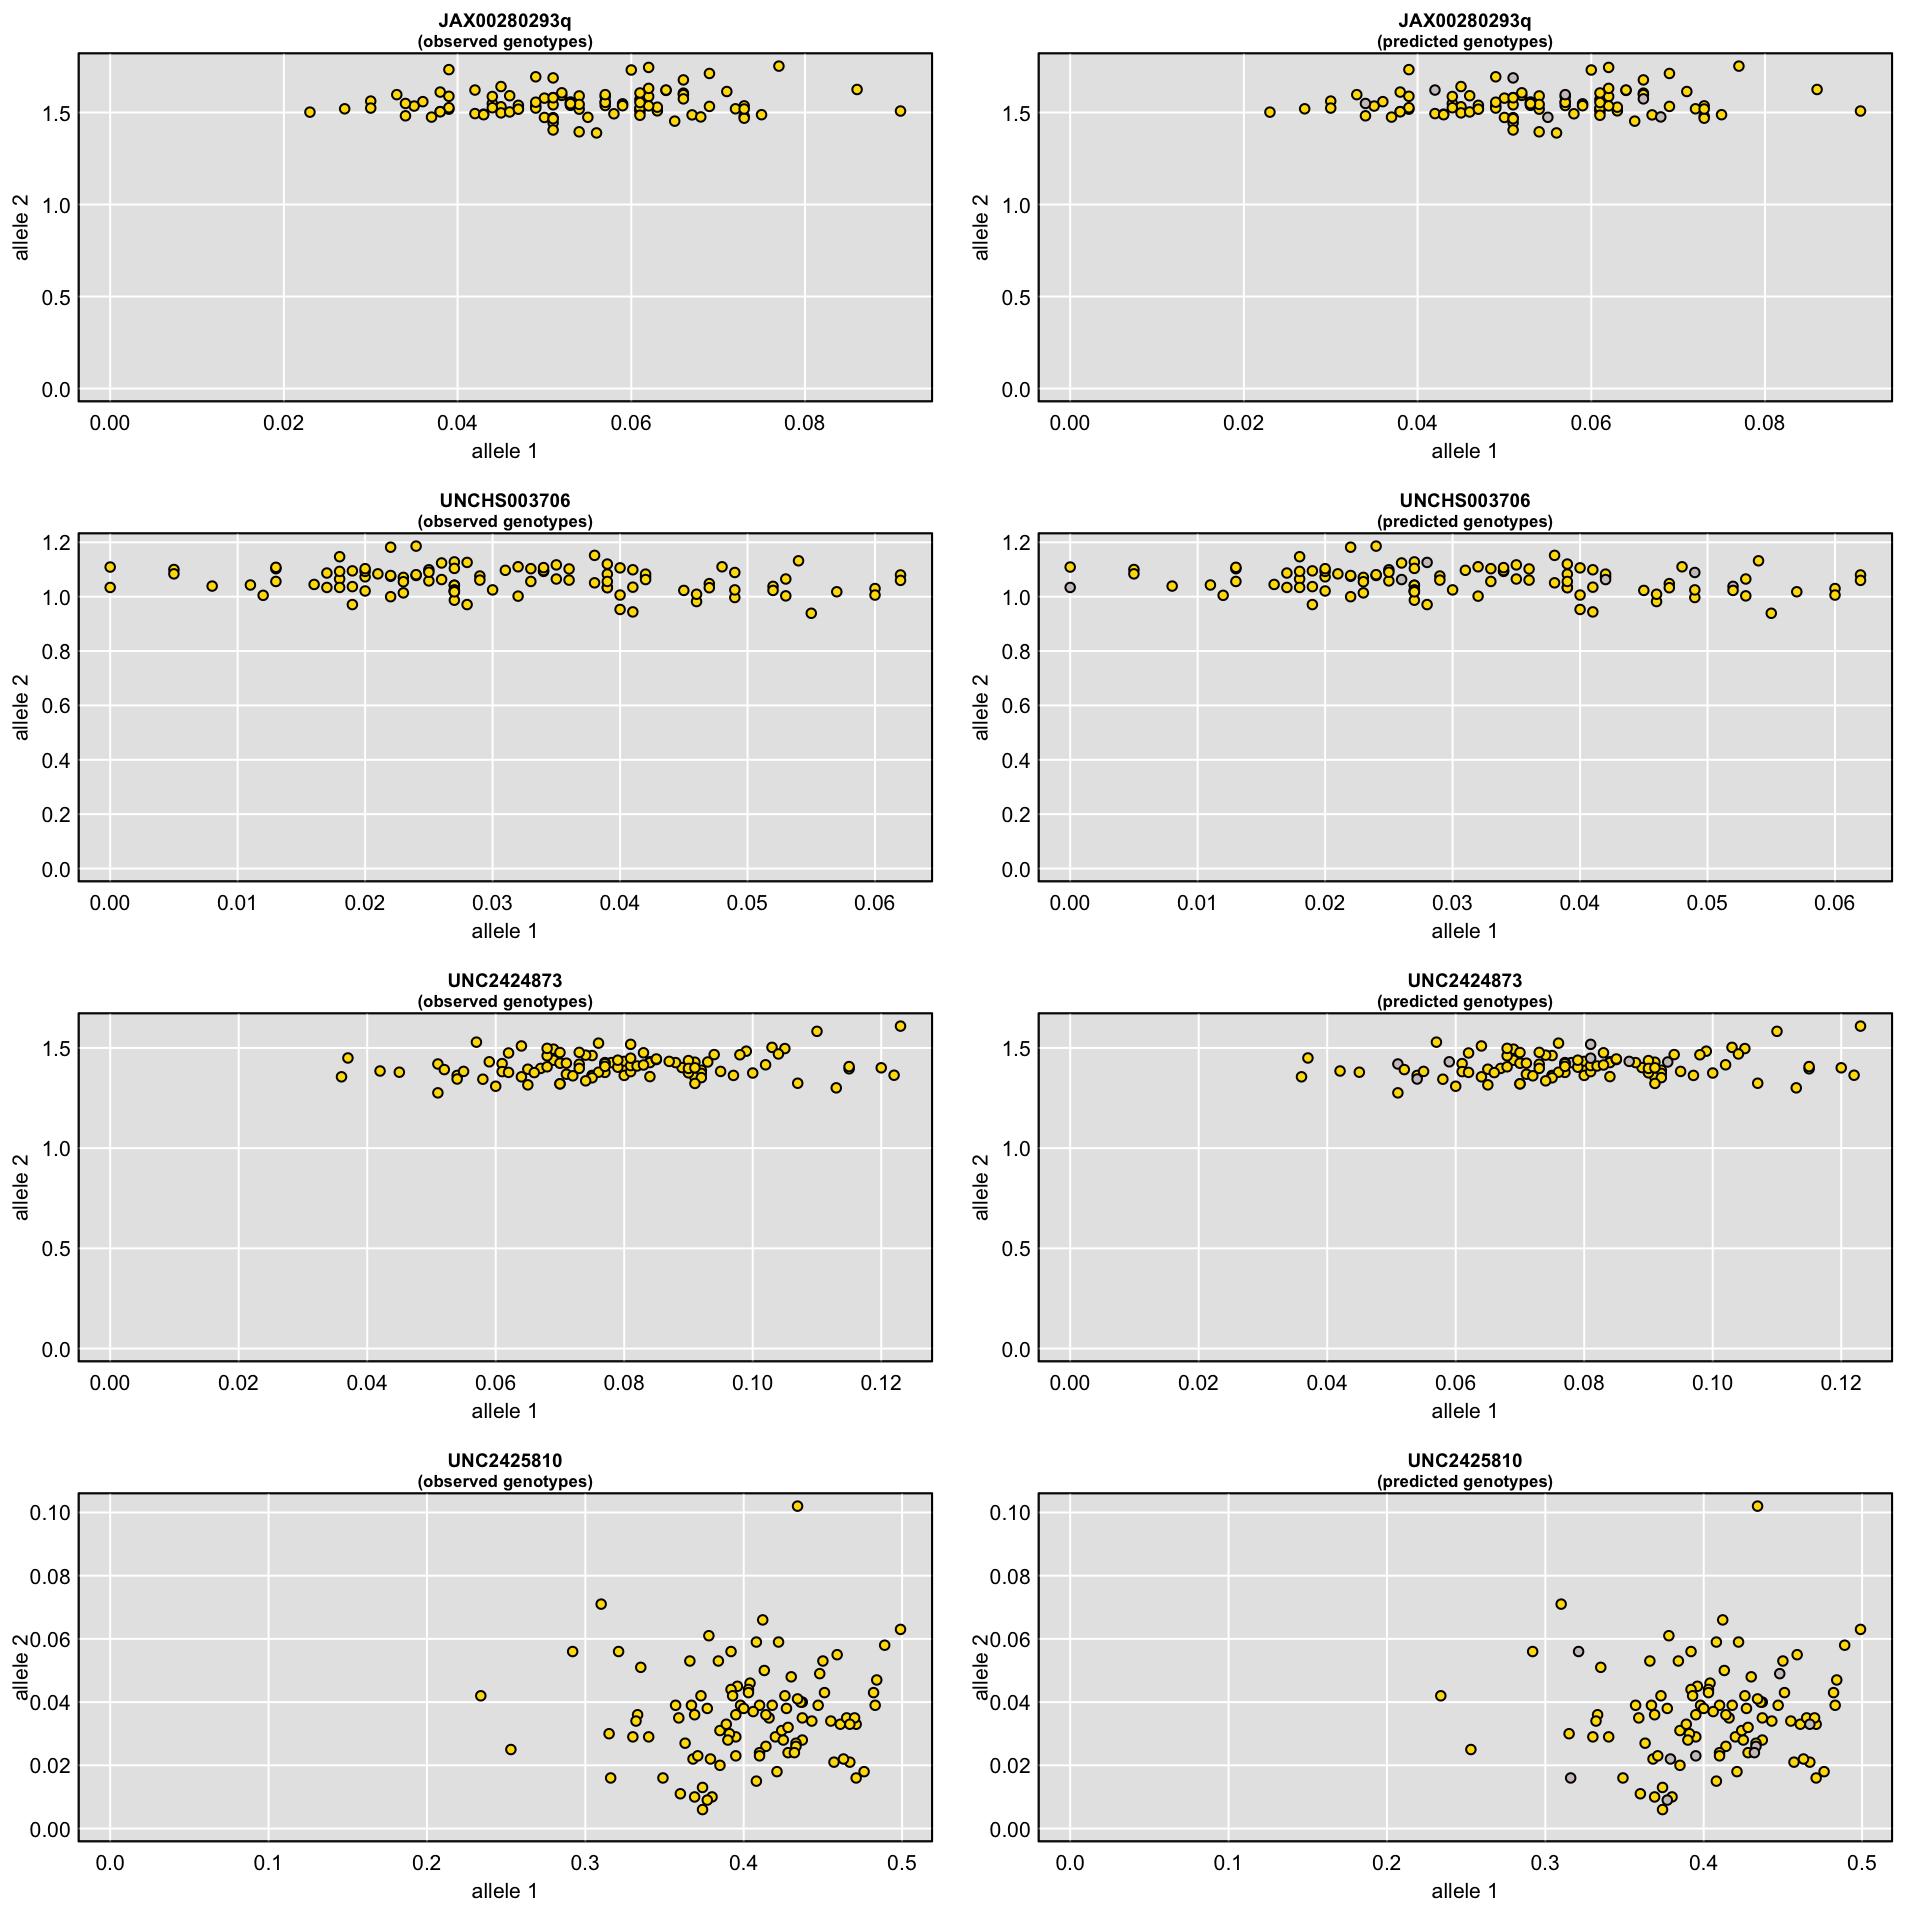 JAX00280293q
(observed genotypes)
allele 2
1.5
1.0
0.5
0.0
0.00 0.02 0.04 0.06 0.08
allele 1
JAX00280293q
(predicted genotypes)
allele 2
1.5
1.0
0.5
0.0
0.00 0.02 0.04 0.06 0.08
allele 1
UNCHS003706
(observed genotypes)
allele 2
1.2
1.0
0.8
0.6
0.4
0.2
0.0
0.00 0.01 0.02 0.03 0.04 0.05 0.06
allele 1
UNCHS003706
(predicted genotypes)
allele 2
1.2
1.0
0.8
0.6
0.4
0.2
0.0
0.00 0.01 0.02 0.03 0.04 0.05 0.06
allele 1
UNC2424873
(observed genotypes)
allele 2
1.5
1.0
0.5
0.0
0.00 0.02 0.04 0.06 0.08 0.10 0.12
allele 1
UNC2424873
(predicted genotypes)
allele 2
1.5
1.0
0.5
0.0
0.00 0.02 0.04 0.06 0.08 0.10 0.12
allele 1
UNC2425810
(observed genotypes)
allele 2
0.10
0.08
0.06
0.04
0.02
0.00
0.0 0.1 0.2 0.3 0.4 0.5
allele 1
UNC2425810
(predicted genotypes)
allele 2
0.10
0.08
0.06
0.04
0.02
0.00
0.0 0.1 0.2 0.3 0.4 0.5
allele 1